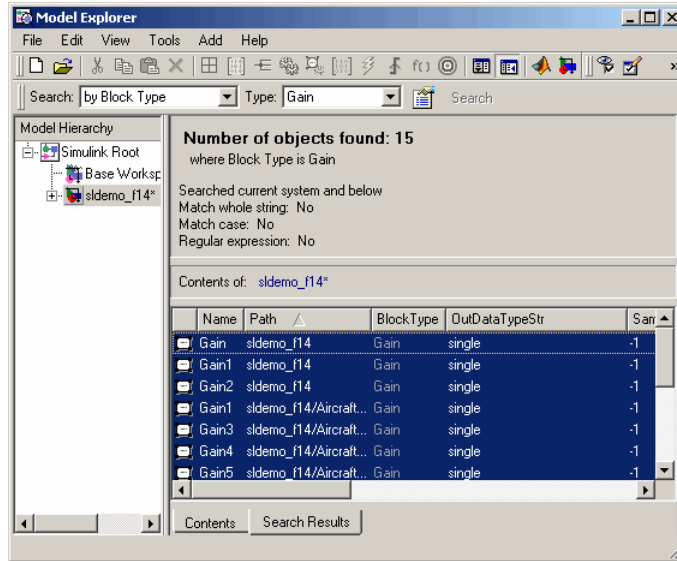 Model Explorer
File Edit View Tools Add Help
f()
»
Search: by Block Type Type: Gain Search
Model Hierarchy
Simulink Root
Base Worksp
sldemo_f14*
Number of objects found: 15
where Block Type is Gain
Searched current system and below
Match whole string: No
Match case: No
Regular expression: No
Contents of: sldemo_f14*
Name Path BlockType OutDataTypeStr Sam
Gain sldemo_f14 Gain single -1
Gain1 sldemo_f14 Gain single -1
Gain2 sldemo_f14 Gain single -1
Gain1 sldemo_f14/Aircraft... Gain single -1
Gain3 sldemo_f14/Aircraft... Gain single -1
Gain4 sldemo_f14/Aircraft... Gain single -1
Gain5 sldemo_f14/Aircraft... Gain single -1
Contents Search Results